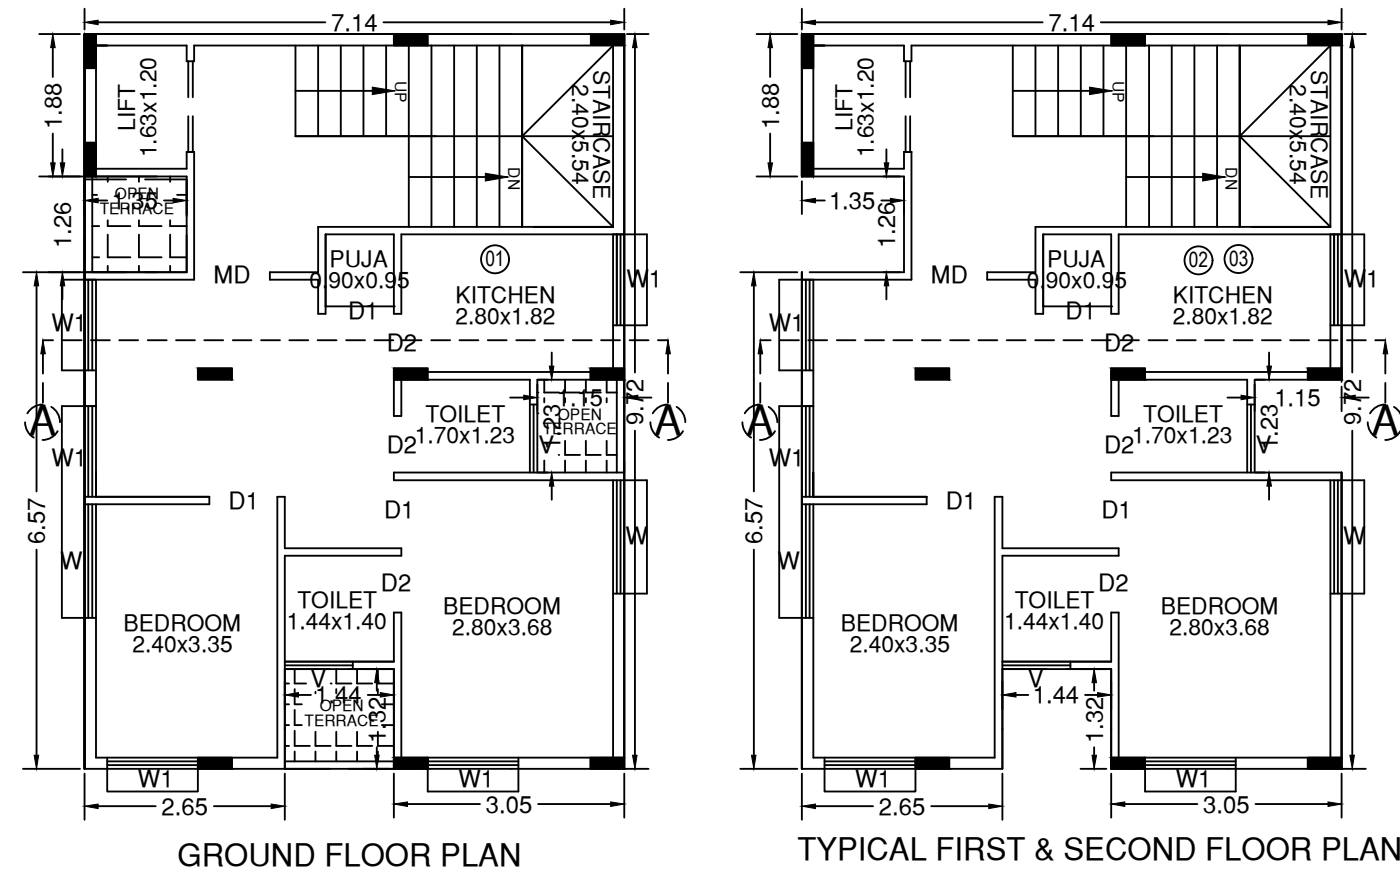 7.14
1.88
LIFT
1.63x1.20
UP
DN
STAIRCASE
2.40x5.54
OPEN
TERRACE
1.35
1.26
MD
PUJA
0.90x0.95
D1
01
KITCHEN
2.80x1.82
W1
W1
D2
A
A
9.72
TOILET
1.70x1.23
D2
1.15
1.23
OPEN
TERRACE
V
W1
6.57
D1
D1
W
W
D2
TOILET
1.44x1.40
BEDROOM
2.40x3.35
BEDROOM
2.80x3.68
V
1.44
OPEN
TERRACE
1.32
W1
W1
2.65
3.05
GROUND FLOOR PLAN
7.14
1.88
LIFT
1.63x1.20
UP
DN
STAIRCASE
2.40x5.54
1.35
1.26
MD
PUJA
0.90x0.95
D1
02
03
KITCHEN
2.80x1.82
W1
W1
D2
A
A
9.72
TOILET
1.70x1.23
D2
1.15
1.23
V
W1
6.57
D1
D1
W
W
D2
TOILET
1.44x1.40
BEDROOM
2.40x3.35
BEDROOM
2.80x3.68
V
1.44
1.32
W1
W1
2.65
3.05
TYPICAL FIRST & SECOND FLOOR PLAN